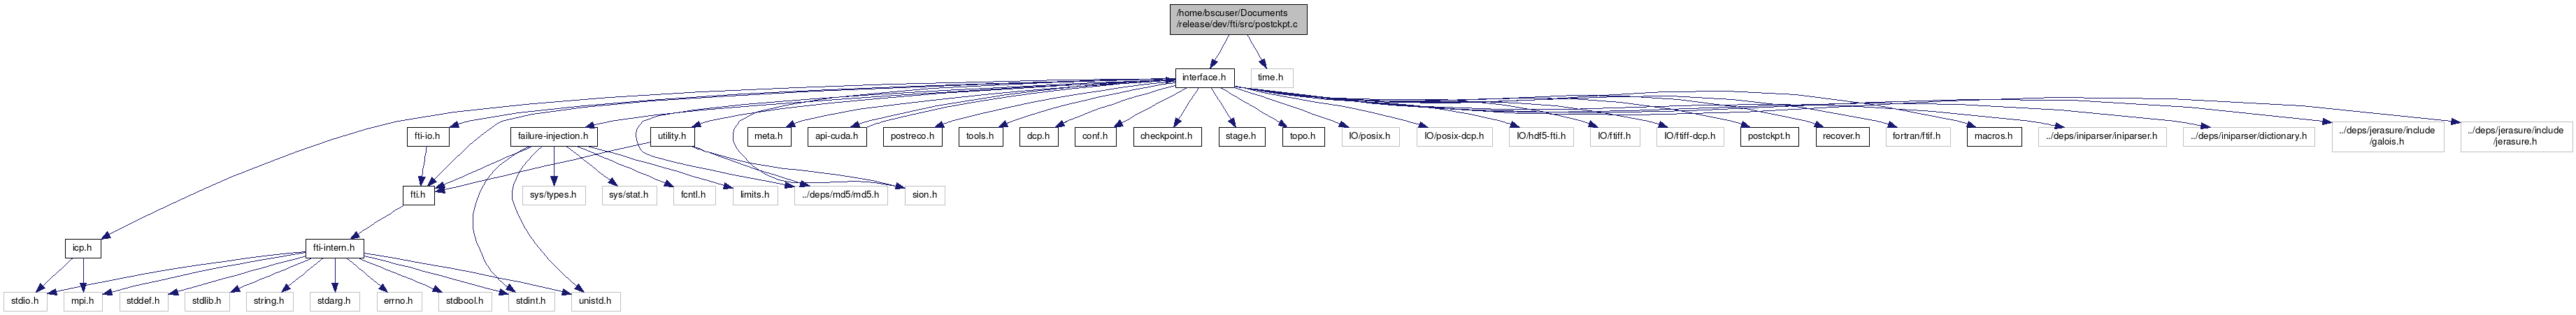 /home/bscuser/Documents
/release/dev/fti/src/postckpt.c
interface.h
time.h
fti-io.h
failure-injection.h
utility.h
meta.h
api-cuda.h
postreco.h
tools.h
dcp.h
conf.h
checkpoint.h
stage.h
topo.h
IO/posix.h
IO/posix-dcp.h
IO/hdf5-fti.h
IO/ftiff.h
IO/ftiff-dcp.h
postckpt.h
recover.h
fortran/ftif.h
macros.h
../deps/iniparser/iniparser.h
../deps/iniparser/dictionary.h
../deps/jerasure/include
/galois.h
../deps/jerasure/include
/jerasure.h
fti.h
sys/types.h
sys/stat.h
fcntl.h
limits.h
../deps/md5/md5.h
sion.h
icp.h
fti-intern.h
stdio.h
mpi.h
stddef.h
stdlib.h
string.h
stdarg.h
errno.h
stdbool.h
stdint.h
unistd.h